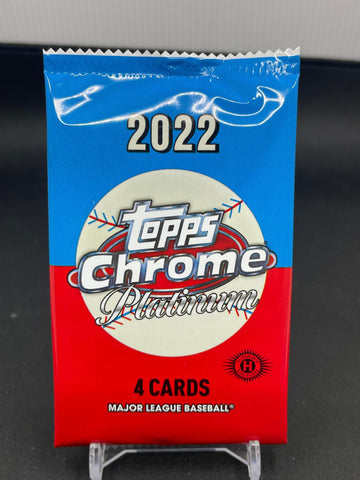 2022
Topps
Chrome
Platinum
H
4 CARDS
MAJOR LEAGUE BASEBALL®